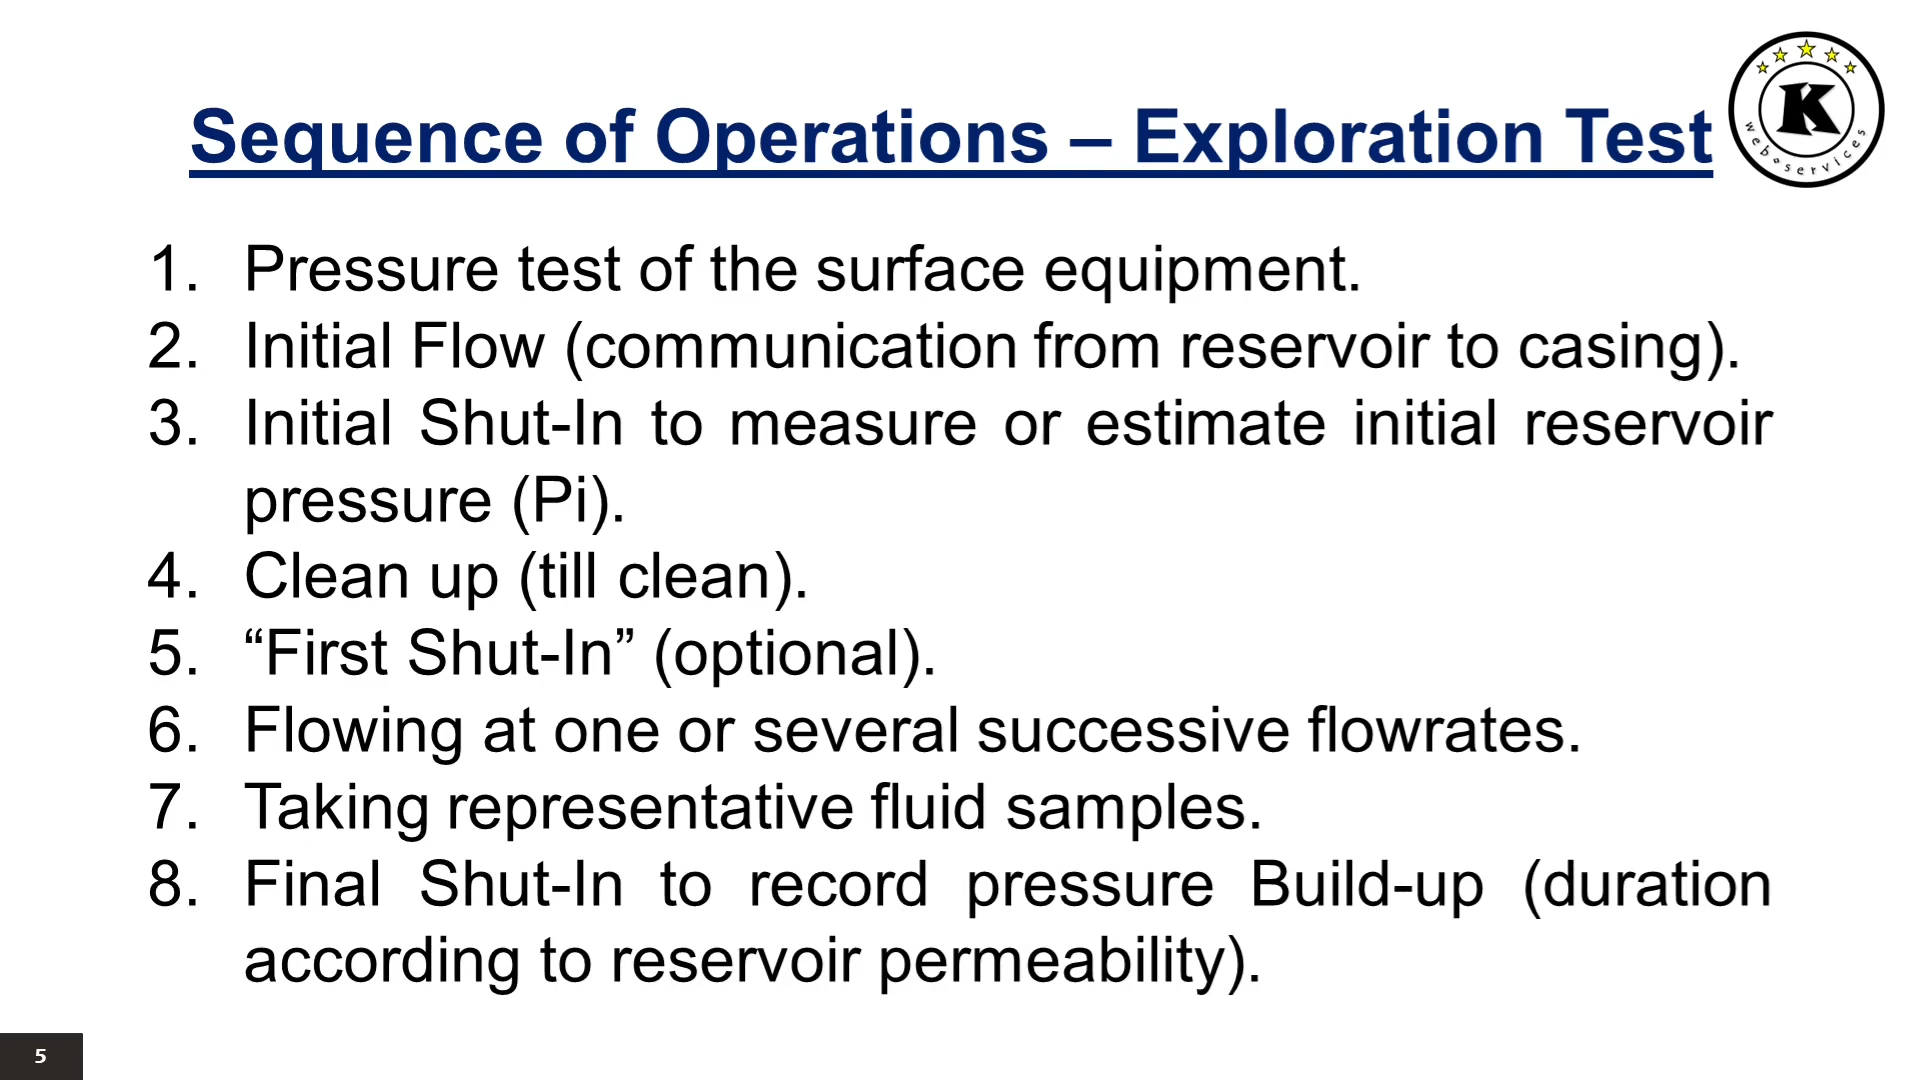 Sequence of Operations – Exploration Test
K
web services
1. Pressure test of the surface equipment.
2. Initial Flow (communication from reservoir to casing).
3. Initial Shut-In to measure or estimate initial reservoir
pressure (Pi).
4. Clean up (till clean).
5. “First Shut-In” (optional).
6. Flowing at one or several successive flowrates.
7. Taking representative fluid samples.
8. Final Shut-In to record pressure Build-up (duration
according to reservoir permeability).
5